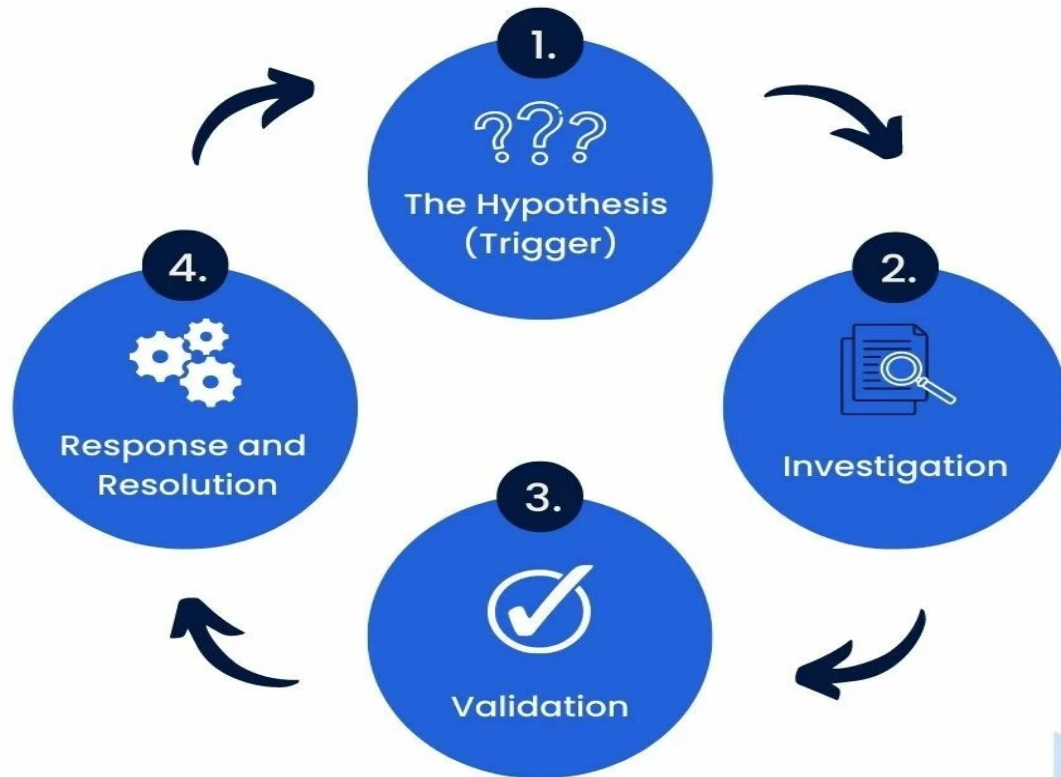 1.
???
The Hypothesis
(Trigger)
2.
Investigation
3.
Validation
4.
Response and
Resolution